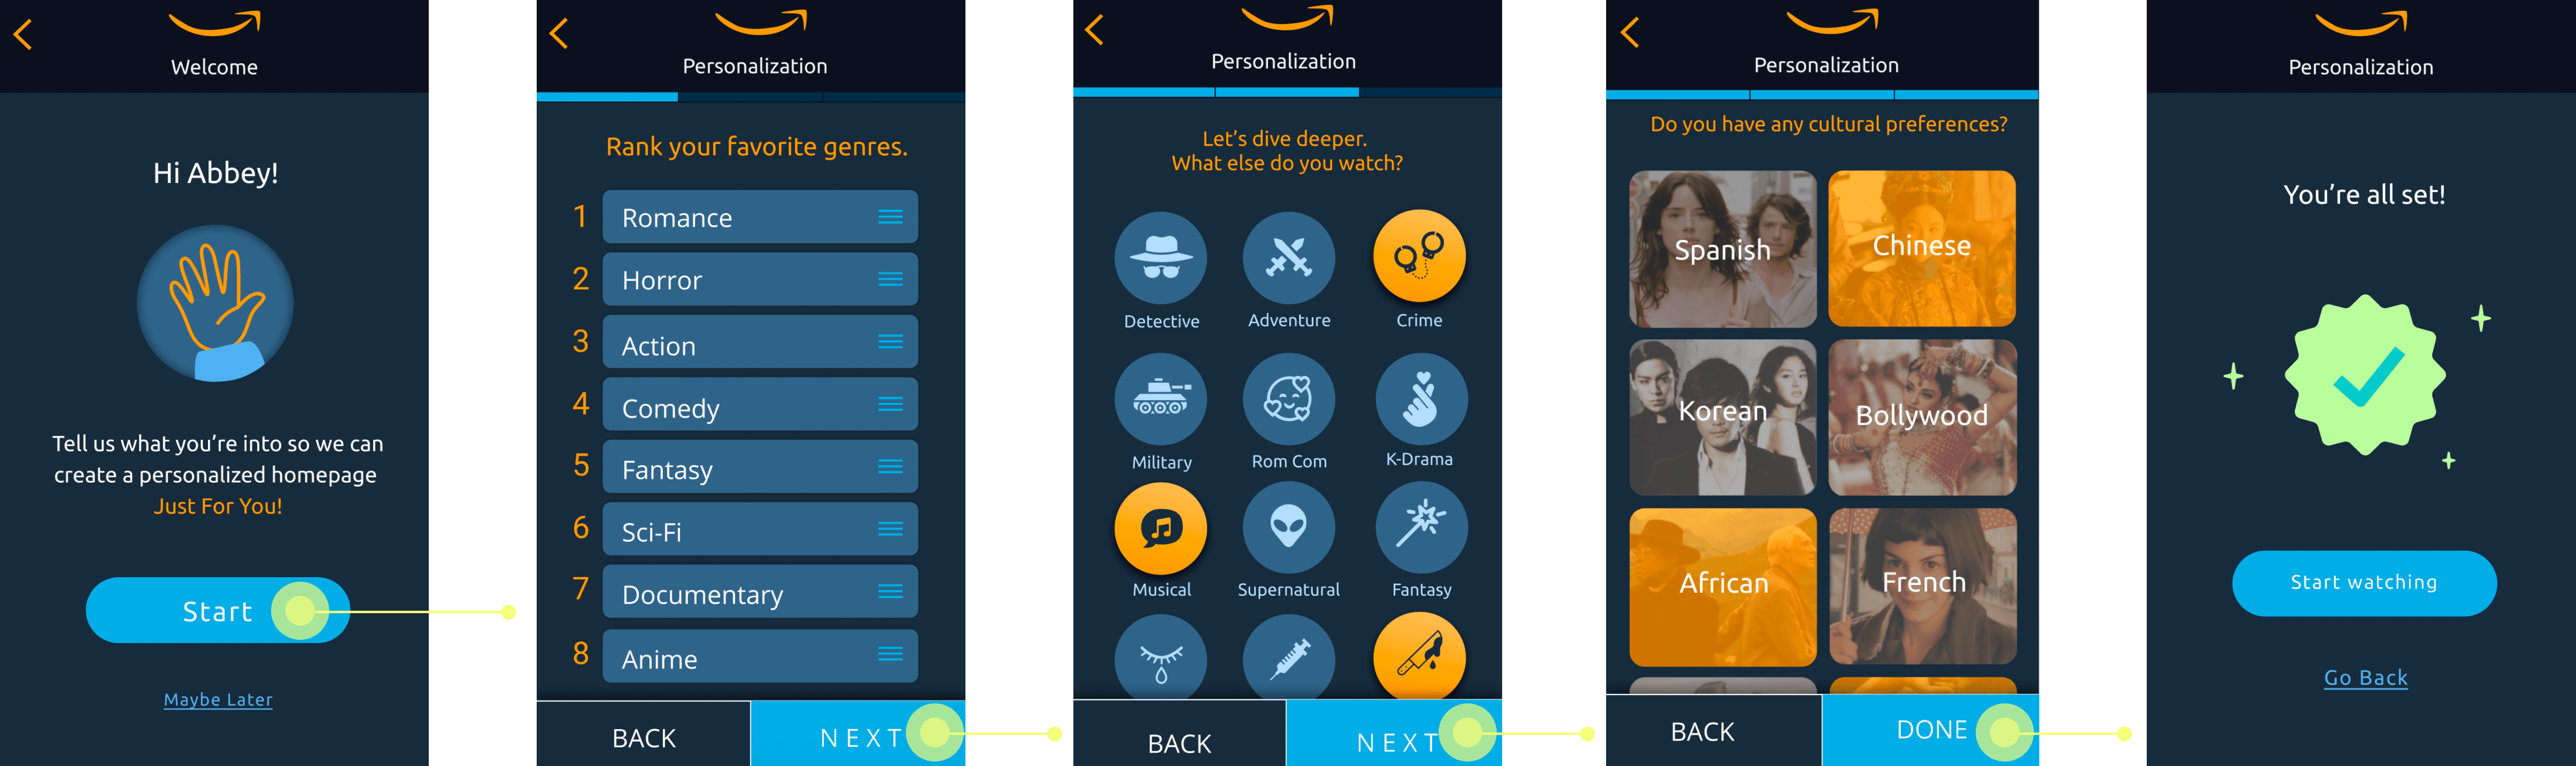 Welcome
Hi Abbey!
Tell us what you're into so we can
create a personalized homepage
Just For You!
Start
Maybe Later
Personalization
Rank your favorite genres.
1 Romance
2 Horror
3 Action
4 Comedy
5 Fantasy
6 Sci-Fi
7 Documentary
8 Anime
BACK NEXT
Personalization
Let's dive deeper.
What else do you watch?
Detective Adventure Crime
Military Rom Com K-Drama
Musical Supernatural Fantasy
BACK NEXT
Personalization
Do you have any cultural preferences?
Spanish Chinese
Korean Bollywood
African French
BACK DONE
Personalization
You're all set!
Start watching
Go Back